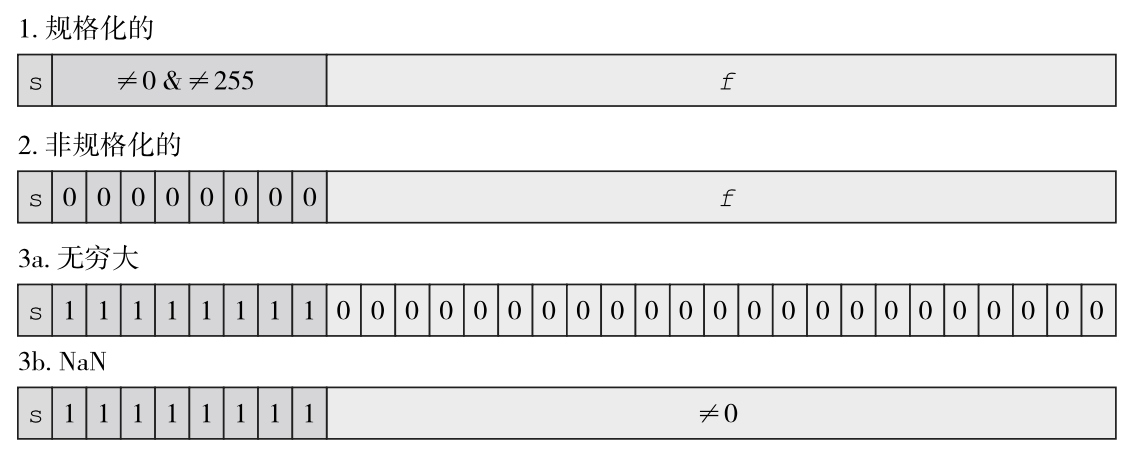 1. 规格化的
s ≠0 & ≠255 f
2. 非规格化的
s 0 0 0 0 0 0 0 0 f
3a. 无穷大
s 1 1 1 1 1 1 1 1 0 0 0 0 0 0 0 0 0 0 0 0 0 0 0 0 0 0 0 0 0 0 0
3b. NaN
s 1 1 1 1 1 1 1 1 ≠0